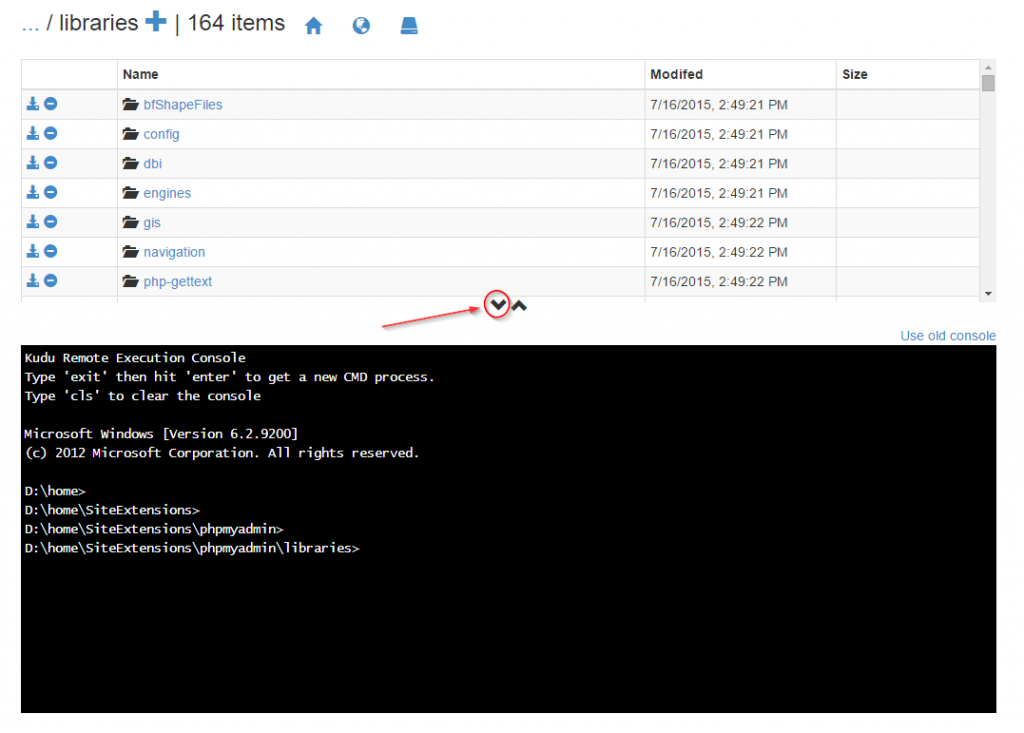 ... / libraries | 164 items
Name Modifed Size
bfShapeFiles 7/16/2015, 2:49:21 PM
config 7/16/2015, 2:49:21 PM
dbi 7/16/2015, 2:49:21 PM
engines 7/16/2015, 2:49:21 PM
gis 7/16/2015, 2:49:22 PM
navigation 7/16/2015, 2:49:22 PM
php-gettext 7/16/2015, 2:49:22 PM
Use old console
Kudu Remote Execution Console
Type 'exit' then hit 'enter' to get a new CMD process.
Type 'cls' to clear the console
Microsoft Windows [Version 6.2.9200]
(c) 2012 Microsoft Corporation. All rights reserved.
D:\home>
D:\home\SiteExtensions>
D:\home\SiteExtensions\phpmyadmin>
D:\home\SiteExtensions\phpmyadmin\libraries>